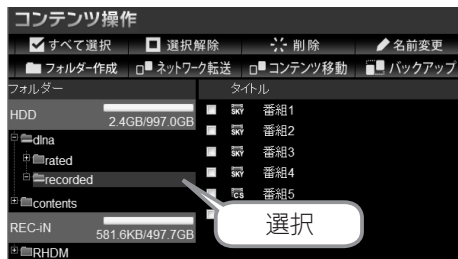 コンテンツ操作
すべて選択 選択解除 削除 名前変更
フォルダー作成 ネットワーク転送 コンテンツ移動 バックアップ
フォルダー タイトル
HDD 2.4GB/997.0GB
dlna
rated
recorded
contents
REC-iN 581.6KB/497.7GB
RHDM
SKY 番組1
SKY 番組2
SKY 番組3
SKY 番組4
CS 番組5
選択